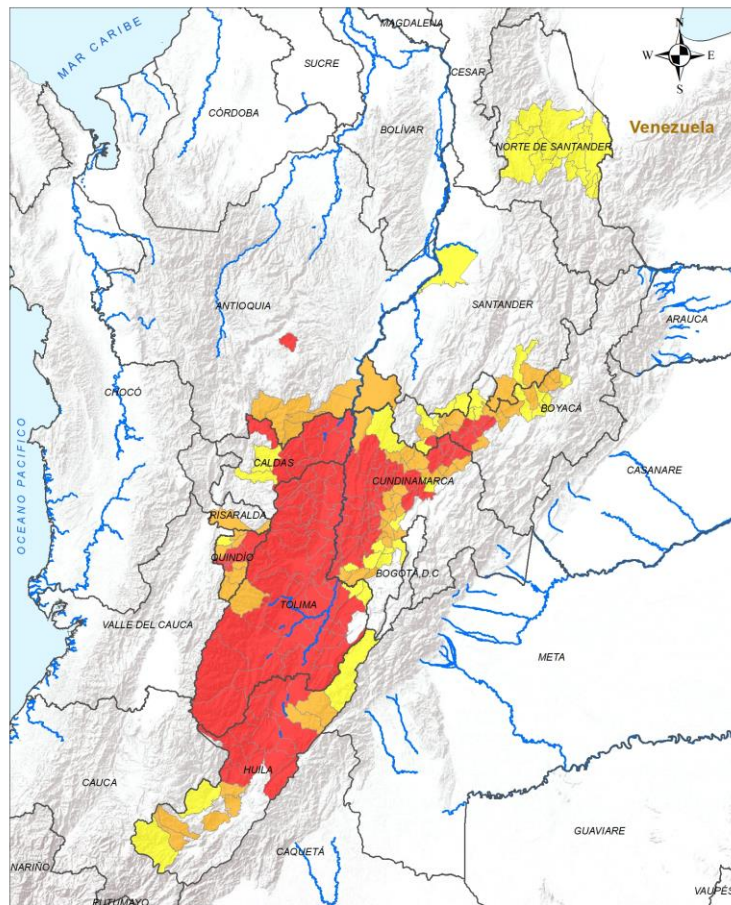 MAGDALENA
N
MAR CARIBE
SUCRE
W
E
CESAR
S
CÓRDOBA
BOLÍVAR
Venezuela
NORTE DE SANTANDER
ANTIOQUIA
SANTANDER
ARAUCA
CHOCÓ
BOYACÁ
OCEANO PACIFICO
CALDAS
CUNDINAMARCA
CASANARE
RISARALDA
QUINDÍO
BOGOTÁ, D.C
TOLIMA
VALLE DEL CAUCA
META
HUILA
CAUCA
GUAVIARE
NARIÑO
CAQUETÁ
PUTUMAYO
VAUPÉS